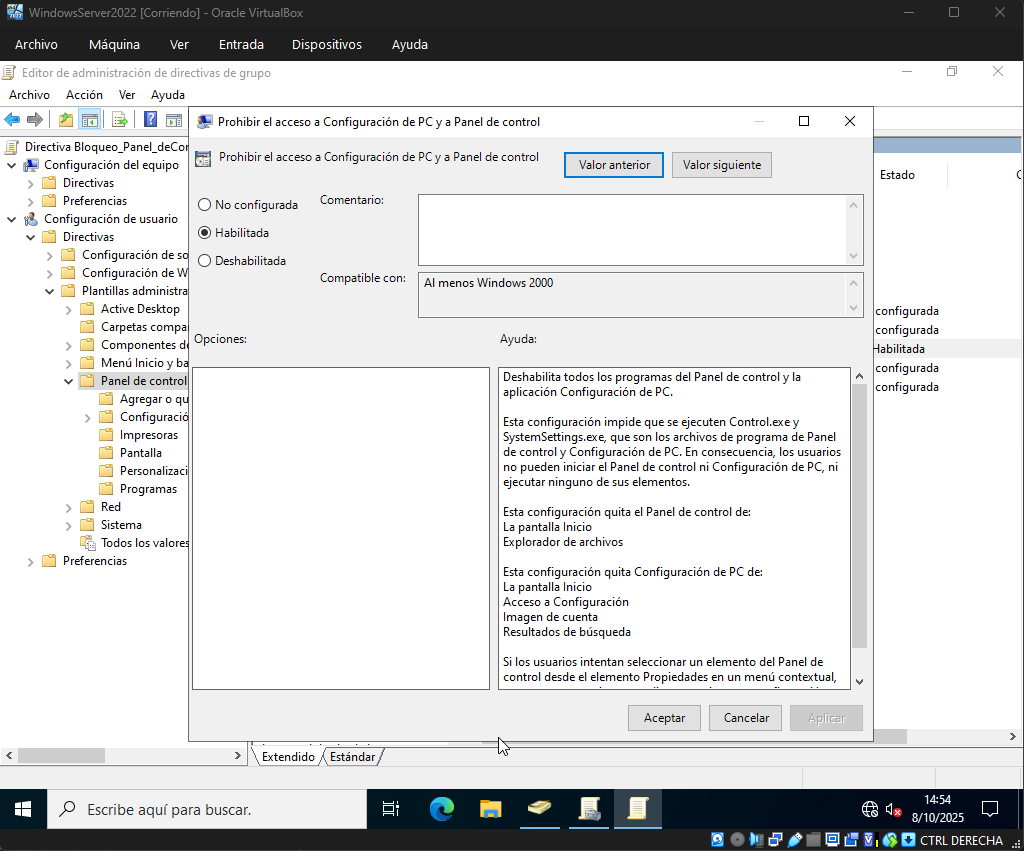 WindowsServer2022 [Corriendo] - Oracle VirtualBox
Archivo Máquina Ver Entrada Dispositivos Ayuda
Editor de administración de directivas de grupo
Archivo Acción Ver Ayuda
Prohibir el acceso a Configuración de PC y a Panel de control
Prohibir el acceso a Configuración de PC y a Panel de control
Valor anterior Valor siguiente
No configurada
Habilitada
Deshabilitada
Comentario:
Compatible con:
Al menos Windows 2000
Opciones:
Ayuda:
Deshabilita todos los programas del Panel de control y la
aplicación Configuración de PC.
Esta configuración impide que se ejecuten Control.exe y
SystemSettings.exe, que son los archivos de programa de Panel
de control y Configuración de PC. En consecuencia, los usuarios
no pueden iniciar el Panel de control ni Configuración de PC, ni
ejecutar ninguno de sus elementos.
Esta configuración quita el Panel de control de:
La pantalla Inicio
Explorador de archivos
Esta configuración quita Configuración de PC de:
La pantalla Inicio
Acceso a Configuración
Imagen de cuenta
Resultados de búsqueda
Si los usuarios intentan seleccionar un elemento del Panel de
control desde el elemento Propiedades en un menú contextual,
Aceptar Cancelar Aplicar
Directiva Bloqueo_Panel_deCor
Configuración del equipo
Directivas
Preferencias
Configuración de usuario
Directivas
Configuración de so
Configuración de W
Plantillas administra
Active Desktop
Carpetas compa
Componentes de
Menú Inicio y ba
Panel de control
Agregar o qu
Configuració
Impresoras
Pantalla
Personalizaci
Programas
Red
Sistema
Todos los valores
Preferencias
Estado
configurada
configurada
Habilitada
configurada
configurada
Extendido Estándar
Escribe aquí para buscar.
14:54
8/10/2025
CTRL DERECHA